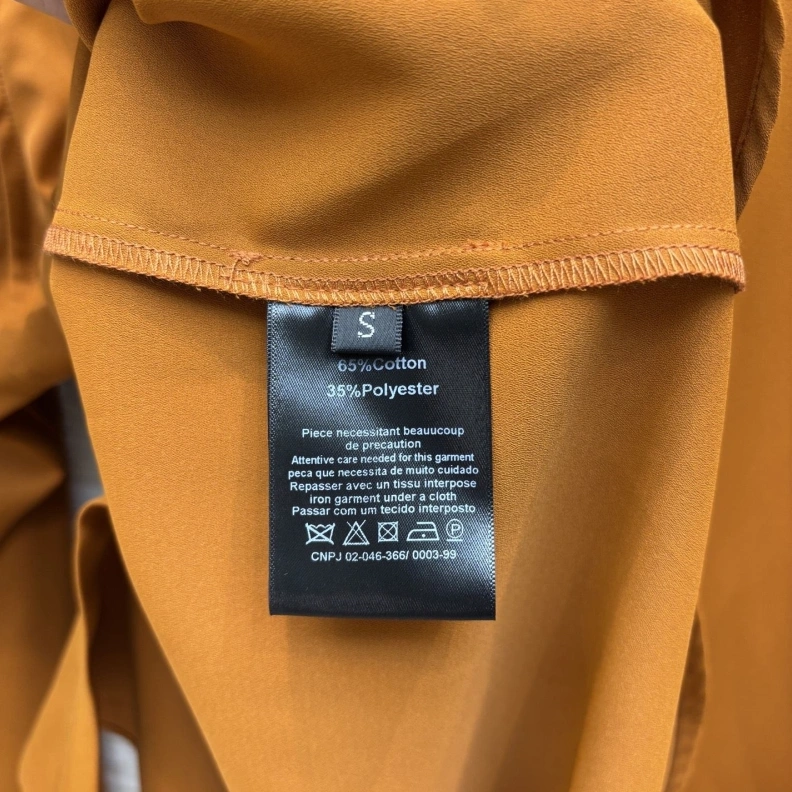 S
65%Cotton
35%Polyester
Piece necessitant beauucoup
de precaution
Attentive care needed for this garment
peca que necessita de muito cuidado
Repasser avec un tissu interpose
iron garment under a cloth
Passar com um tecido interposto
P
CNPJ 02-046-366/ 0003-99